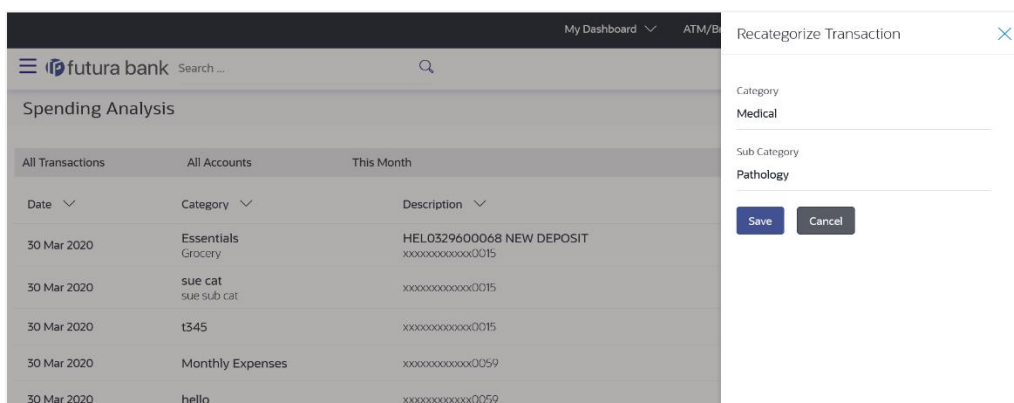 My Dashboard
futura bank Search ...
Spending Analysis
All Transactions All Accounts This Month
Date Category Description
30 Mar 2020 Essentials HEL0329600068 NEW DEPOSIT
Grocery xxxxxxxxxxxx0015
30 Mar 2020 sue cat xxxxxxxxxxxx0015
sue sub cat
30 Mar 2020 t345 xxxxxxxxxxxx0015
30 Mar 2020 Monthly Expenses xxxxxxxxxxxx0059
30 Mar 2020 hello xxxxxxxxxxxx0059
Recategorize Transaction
Category
Medical
Sub Category
Pathology
Save Cancel